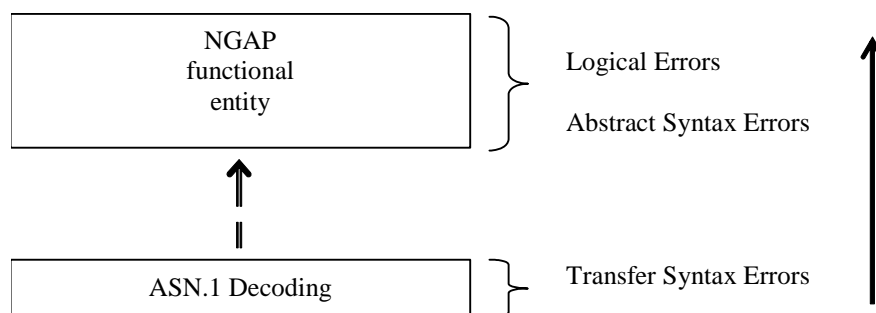 NGAP
functional
entity
Logical Errors
Abstract Syntax Errors
ASN.1 Decoding
Transfer Syntax Errors